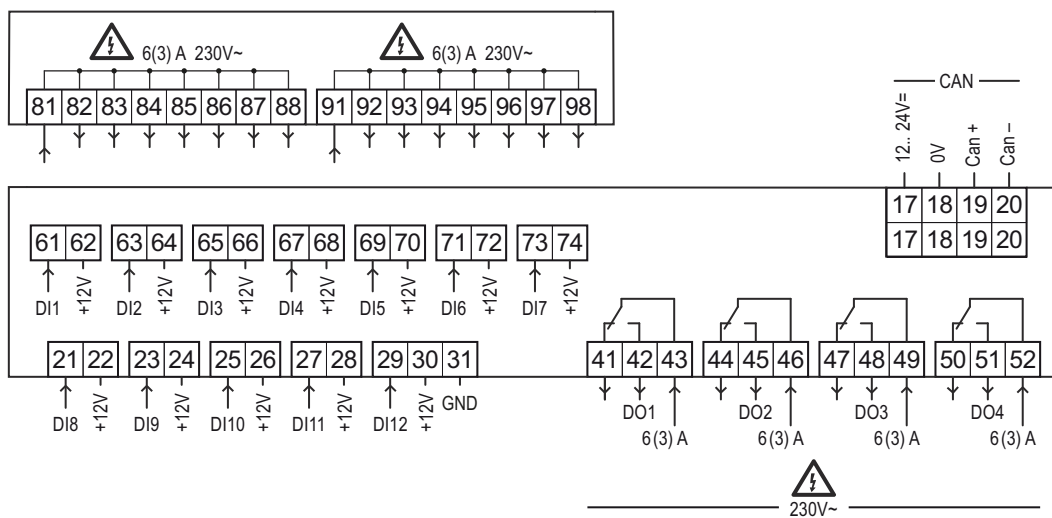 6(3) A 230V~ 6(3) A 230V~
81 82 83 84 85 86 87 88 91 92 93 94 95 96 97 98
CAN
12.. 24V= 0V Can + Can –
17 18 19 20
17 18 19 20
61 62 63 64 65 66 67 68 69 70 71 72 73 74
DI1 +12V DI2 +12V DI3 +12V DI4 +12V DI5 +12V DI6 +12V DI7 +12V
21 22 23 24 25 26 27 28 29 30 31 41 42 43 44 45 46 47 48 49 50 51 52
DI8 +12V DI9 +12V DI10 +12V DI11 +12V DI12 +12V GND DO1 DO2 DO3 DO4
6(3) A 6(3) A 6(3) A 6(3) A
230V~